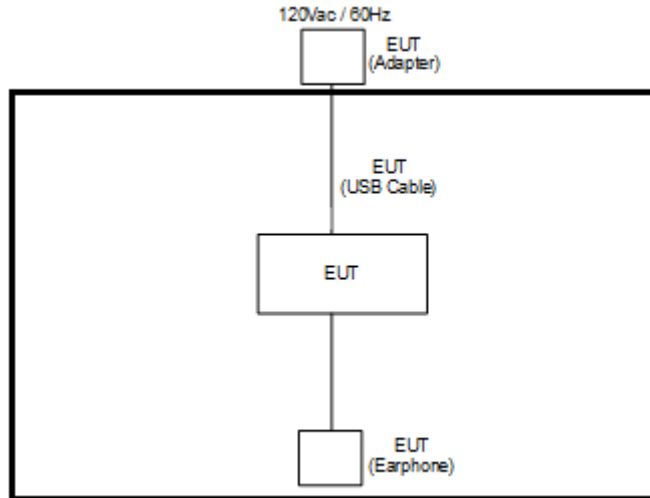 120Vac / 60Hz
EUT
(Adapter)
EUT
(USB Cable)
EUT
EUT
(Earphone)